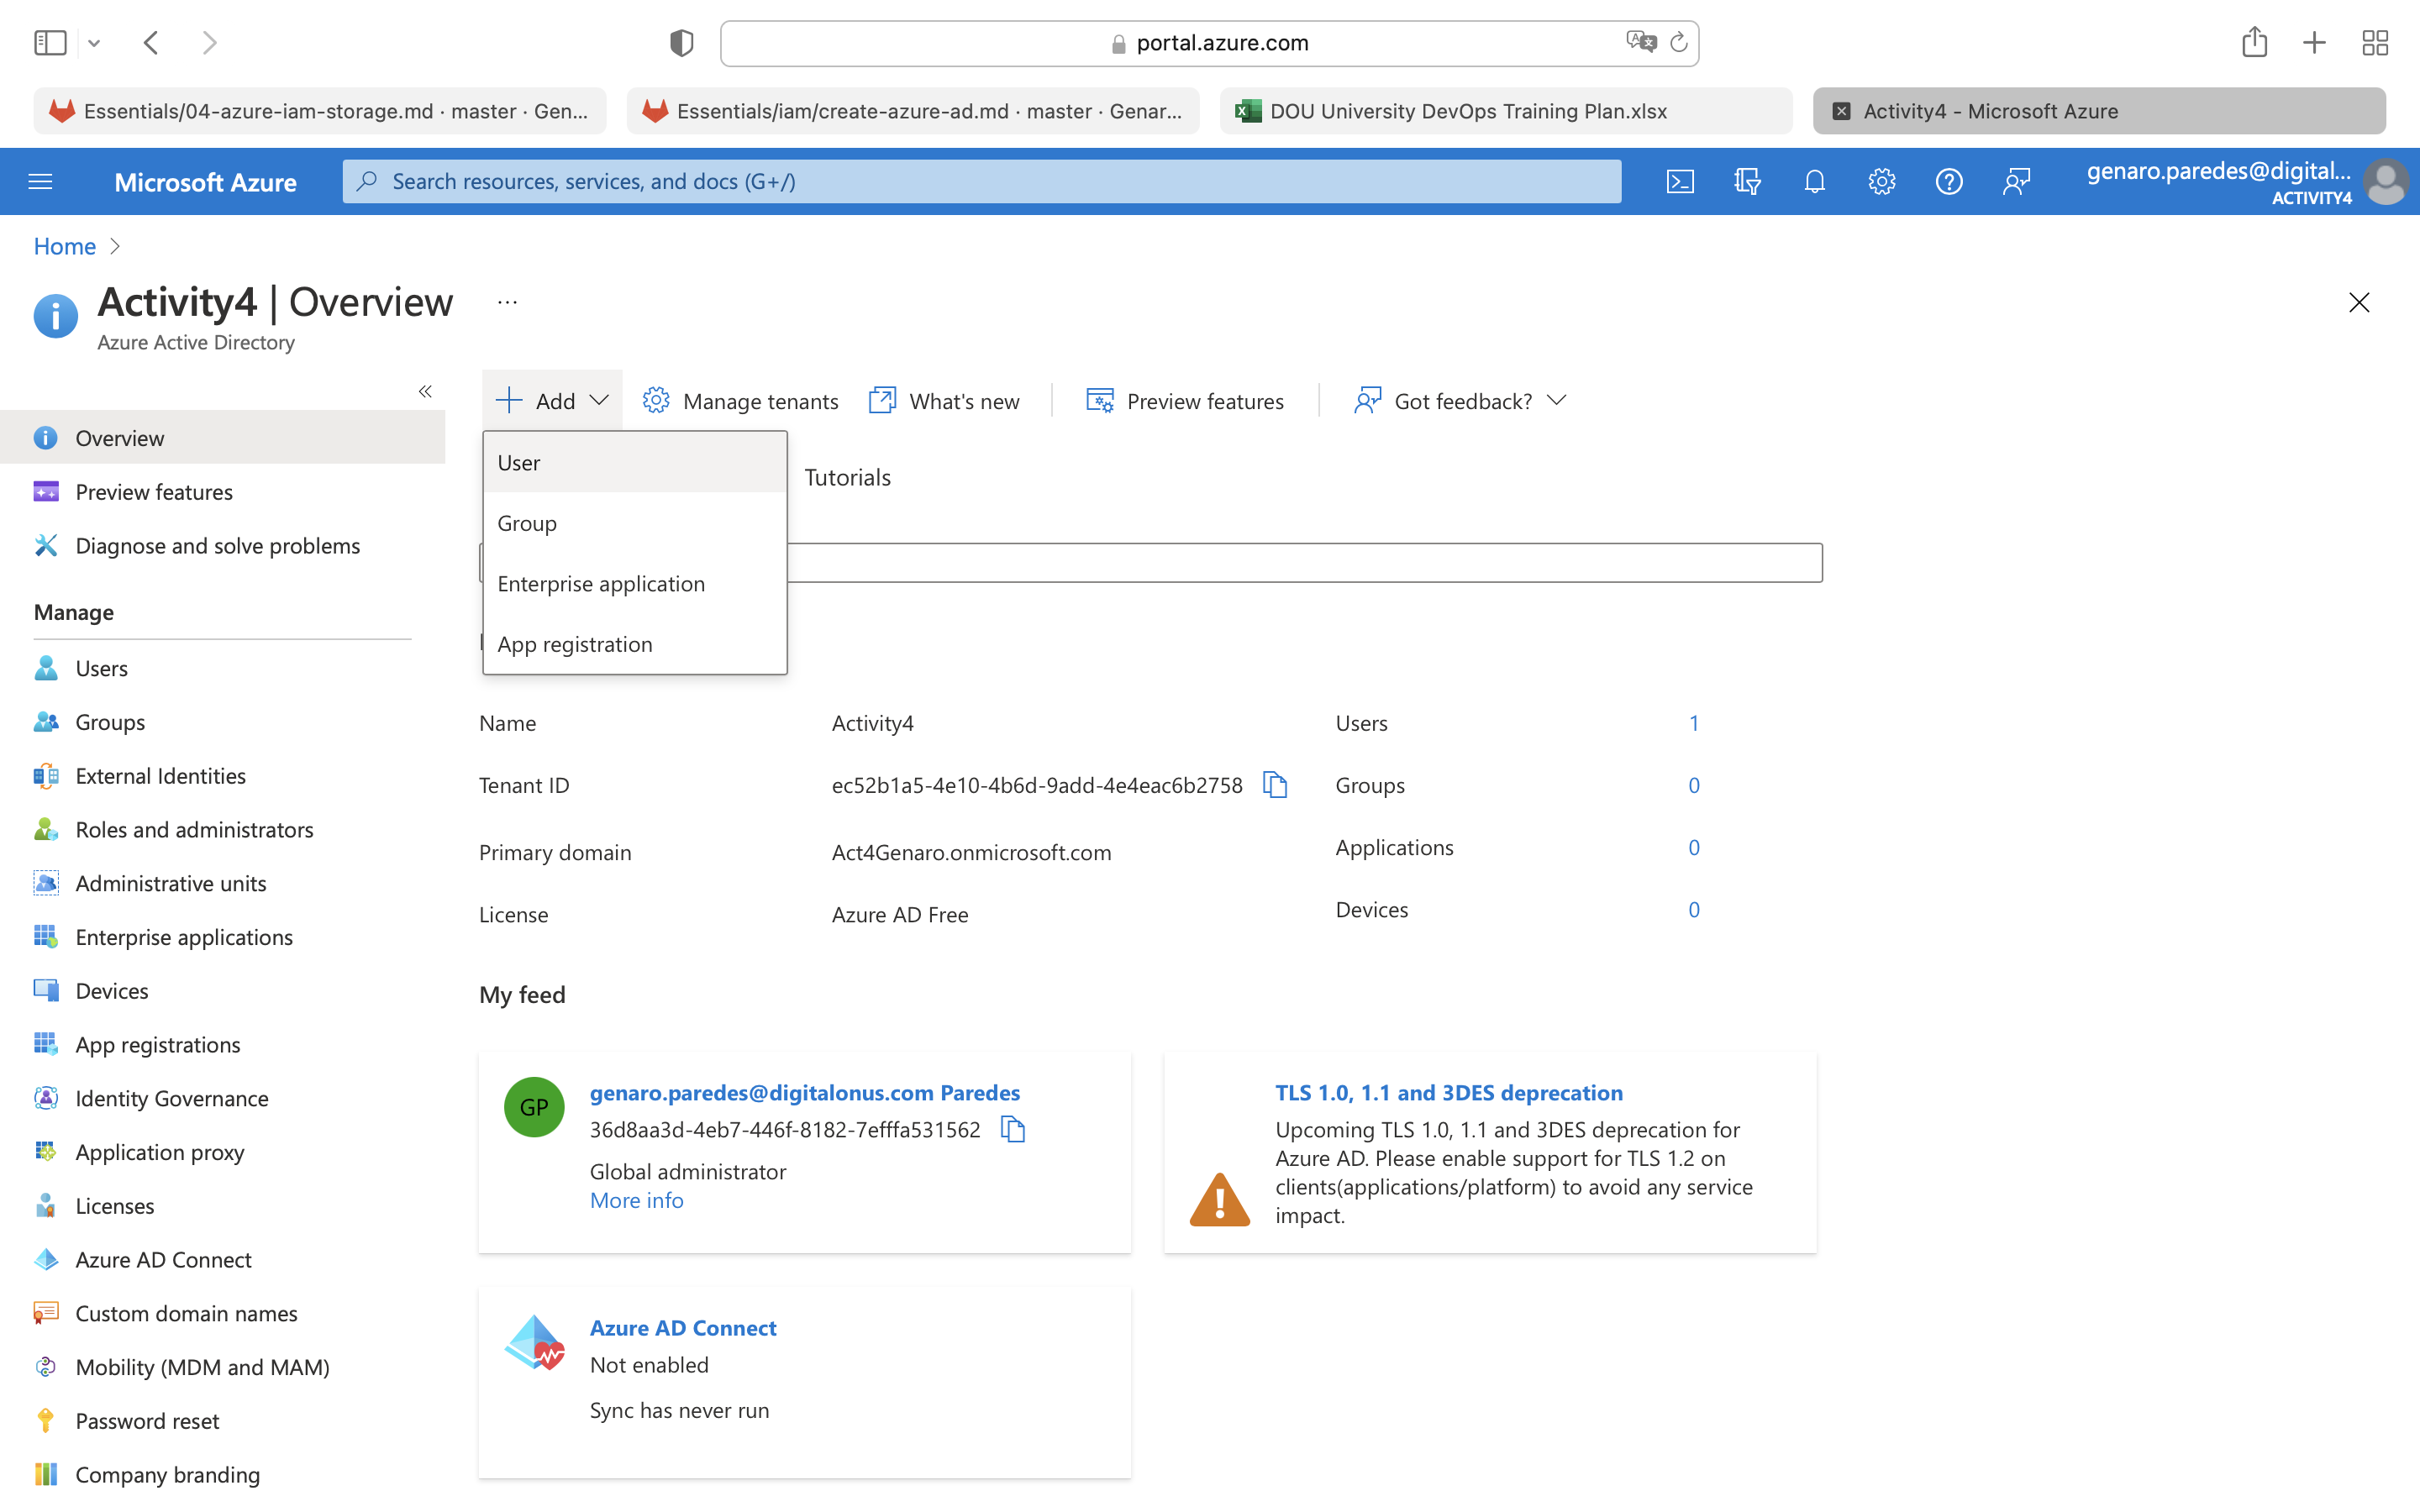 portal.azure.com
Essentials/04-azure-iam-storage.md · master · Gen...
Essentials/iam/create-azure-ad.md · master · Genar...
DOU University DevOps Training Plan.xlsx
Activity4 - Microsoft Azure
Microsoft Azure
Search resources, services, and docs (G+/)
genaro.paredes@digital...
ACTIVITY4
Home
Activity4 | Overview
...
Azure Active Directory
Overview
Preview features
Diagnose and solve problems
Manage
Users
Groups
External Identities
Roles and administrators
Administrative units
Enterprise applications
Devices
App registrations
Identity Governance
Application proxy
Licenses
Azure AD Connect
Custom domain names
Mobility (MDM and MAM)
Password reset
Company branding
Add
Manage tenants
What's new
Preview features
Got feedback?
User
Group
Enterprise application
App registration
Tutorials
Name Activity4
Tenant ID ec52b1a5-4e10-4b6d-9add-4e4eac6b2758
Primary domain Act4Genaro.onmicrosoft.com
License Azure AD Free
Users 1
Groups 0
Applications 0
Devices 0
My feed
GP
genaro.paredes@digitalonus.com Paredes
36d8aa3d-4eb7-446f-8182-7efffa531562
Global administrator
More info
TLS 1.0, 1.1 and 3DES deprecation
Upcoming TLS 1.0, 1.1 and 3DES deprecation for
Azure AD. Please enable support for TLS 1.2 on
clients(applications/platform) to avoid any service
impact.
Azure AD Connect
Not enabled
Sync has never run